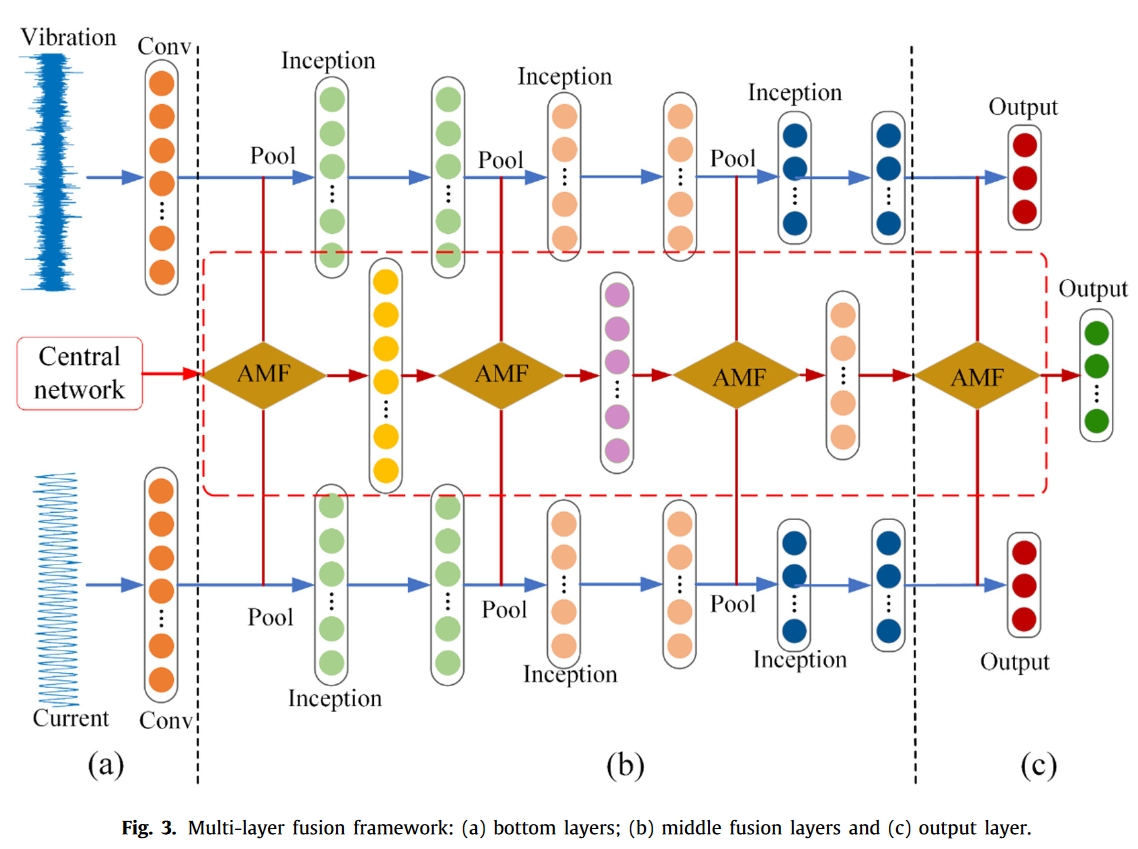 Vibration
Conv
Inception
Inception
Inception
Output
Pool
Pool
Pool
Central
network
AMF
AMF
AMF
AMF
Output
Pool
Pool
Pool
Inception
Inception
Inception
Output
Current
Conv
(a)
(b)
(c)
Fig. 3. Multi-layer fusion framework: (a) bottom layers; (b) middle fusion layers and (c) output layer.